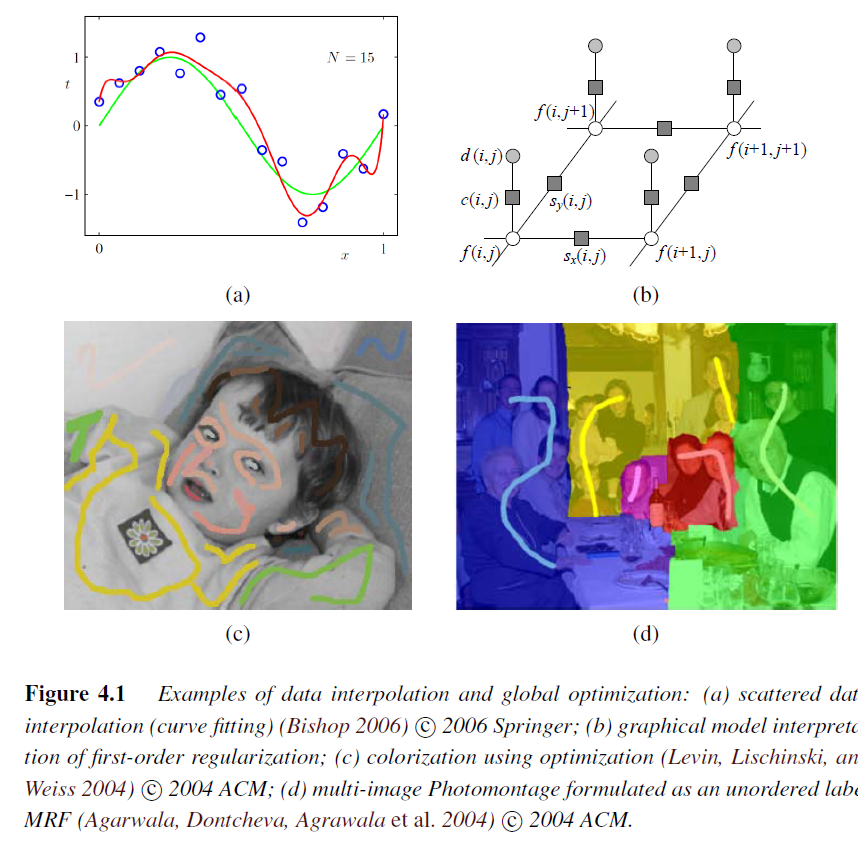 1
0
−1
t
N = 15
0
x
1
(a)
f(i,j+1)
f(i+1,j+1)
d(i,j)
c(i,j)
s_y(i,j)
f(i,j)
s_x(i,j)
f(i+1,j)
(b)
(c)
(d)
Figure 4.1 Examples of data interpolation and global optimization: (a) scattered dat
interpolation (curve fitting) (Bishop 2006) © 2006 Springer; (b) graphical model interpreta
tion of first-order regularization; (c) colorization using optimization (Levin, Lischinski, an
Weiss 2004) © 2004 ACM; (d) multi-image Photomontage formulated as an unordered labe
MRF (Agarwala, Dontcheva, Agrawala et al. 2004) © 2004 ACM.